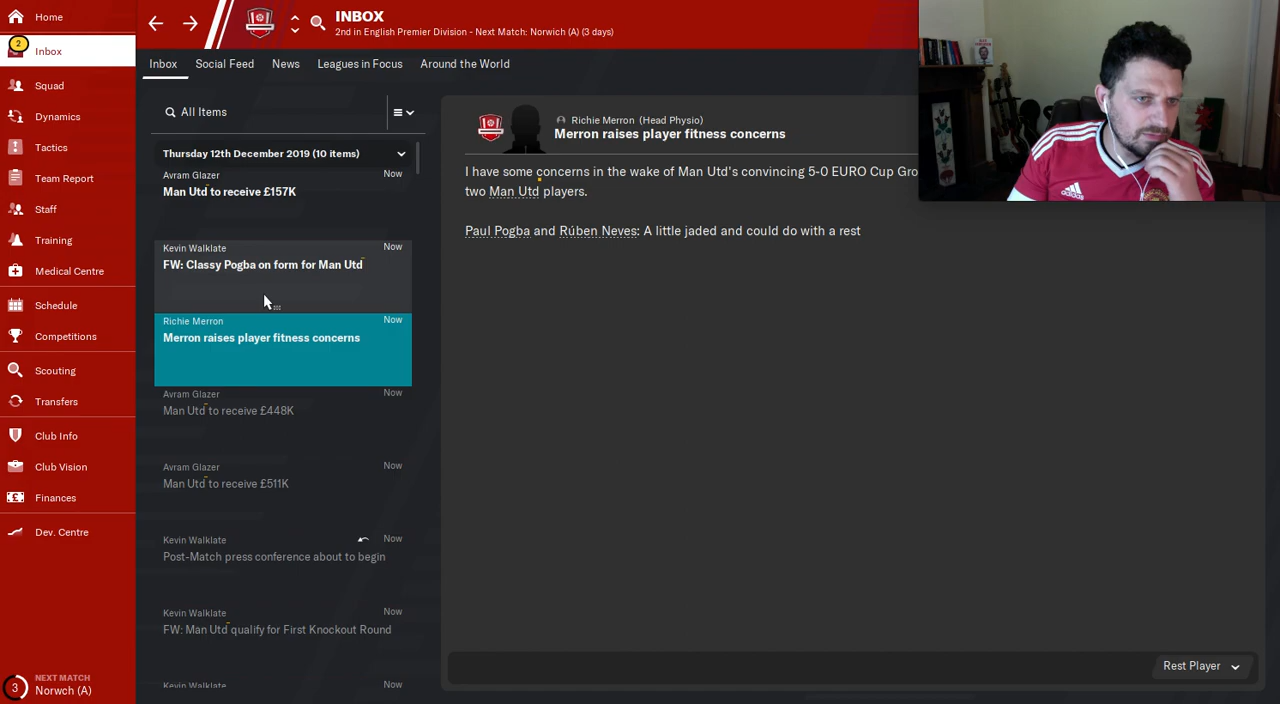 Home
2
Inbox
Squad
Dynamics
Tactics
Team Report
Staff
Training
Medical Centre
Schedule
Competitions
Scouting
Transfers
Club Info
Club Vision
Finances
Dev. Centre
3
NEXT MATCH
Norwch (A)
INBOX
2nd in English Premier Division - Next Match: Norwich (A) (3 days)
Inbox
Social Feed
News
Leagues in Focus
Around the World
All Items
Thursday 12th December 2019 (10 items)
Avram Glazer Now
Man Utd to receive £157K
Kevin Walklate Now
FW: Classy Pogba on form for Man Utd
Richie Merron Now
Merron raises player fitness concerns
Avram Glazer Now
Man Utd to receive £448K
Avram Glazer Now
Man Utd to receive £511K
Kevin Walklate Now
Post-Match press conference about to begin
Kevin Walklate Now
FW: Man Utd qualify for First Knockout Round
Kevin Walklate Now
Richie Merron (Head Physio)
Merron raises player fitness concerns
I have some concerns in the wake of Man Utd's convincing 5-0 EURO Cup Gro
two Man Utd players.
Paul Pogba and Rúben Neves: A little jaded and could do with a rest
Rest Player